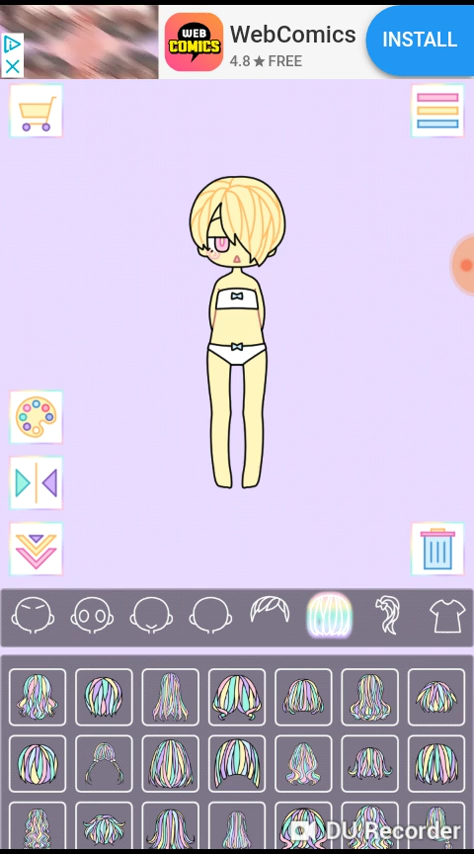 WEB
COMICS
WebComics
4.8 ★ FREE
INSTALL
DU Recorder